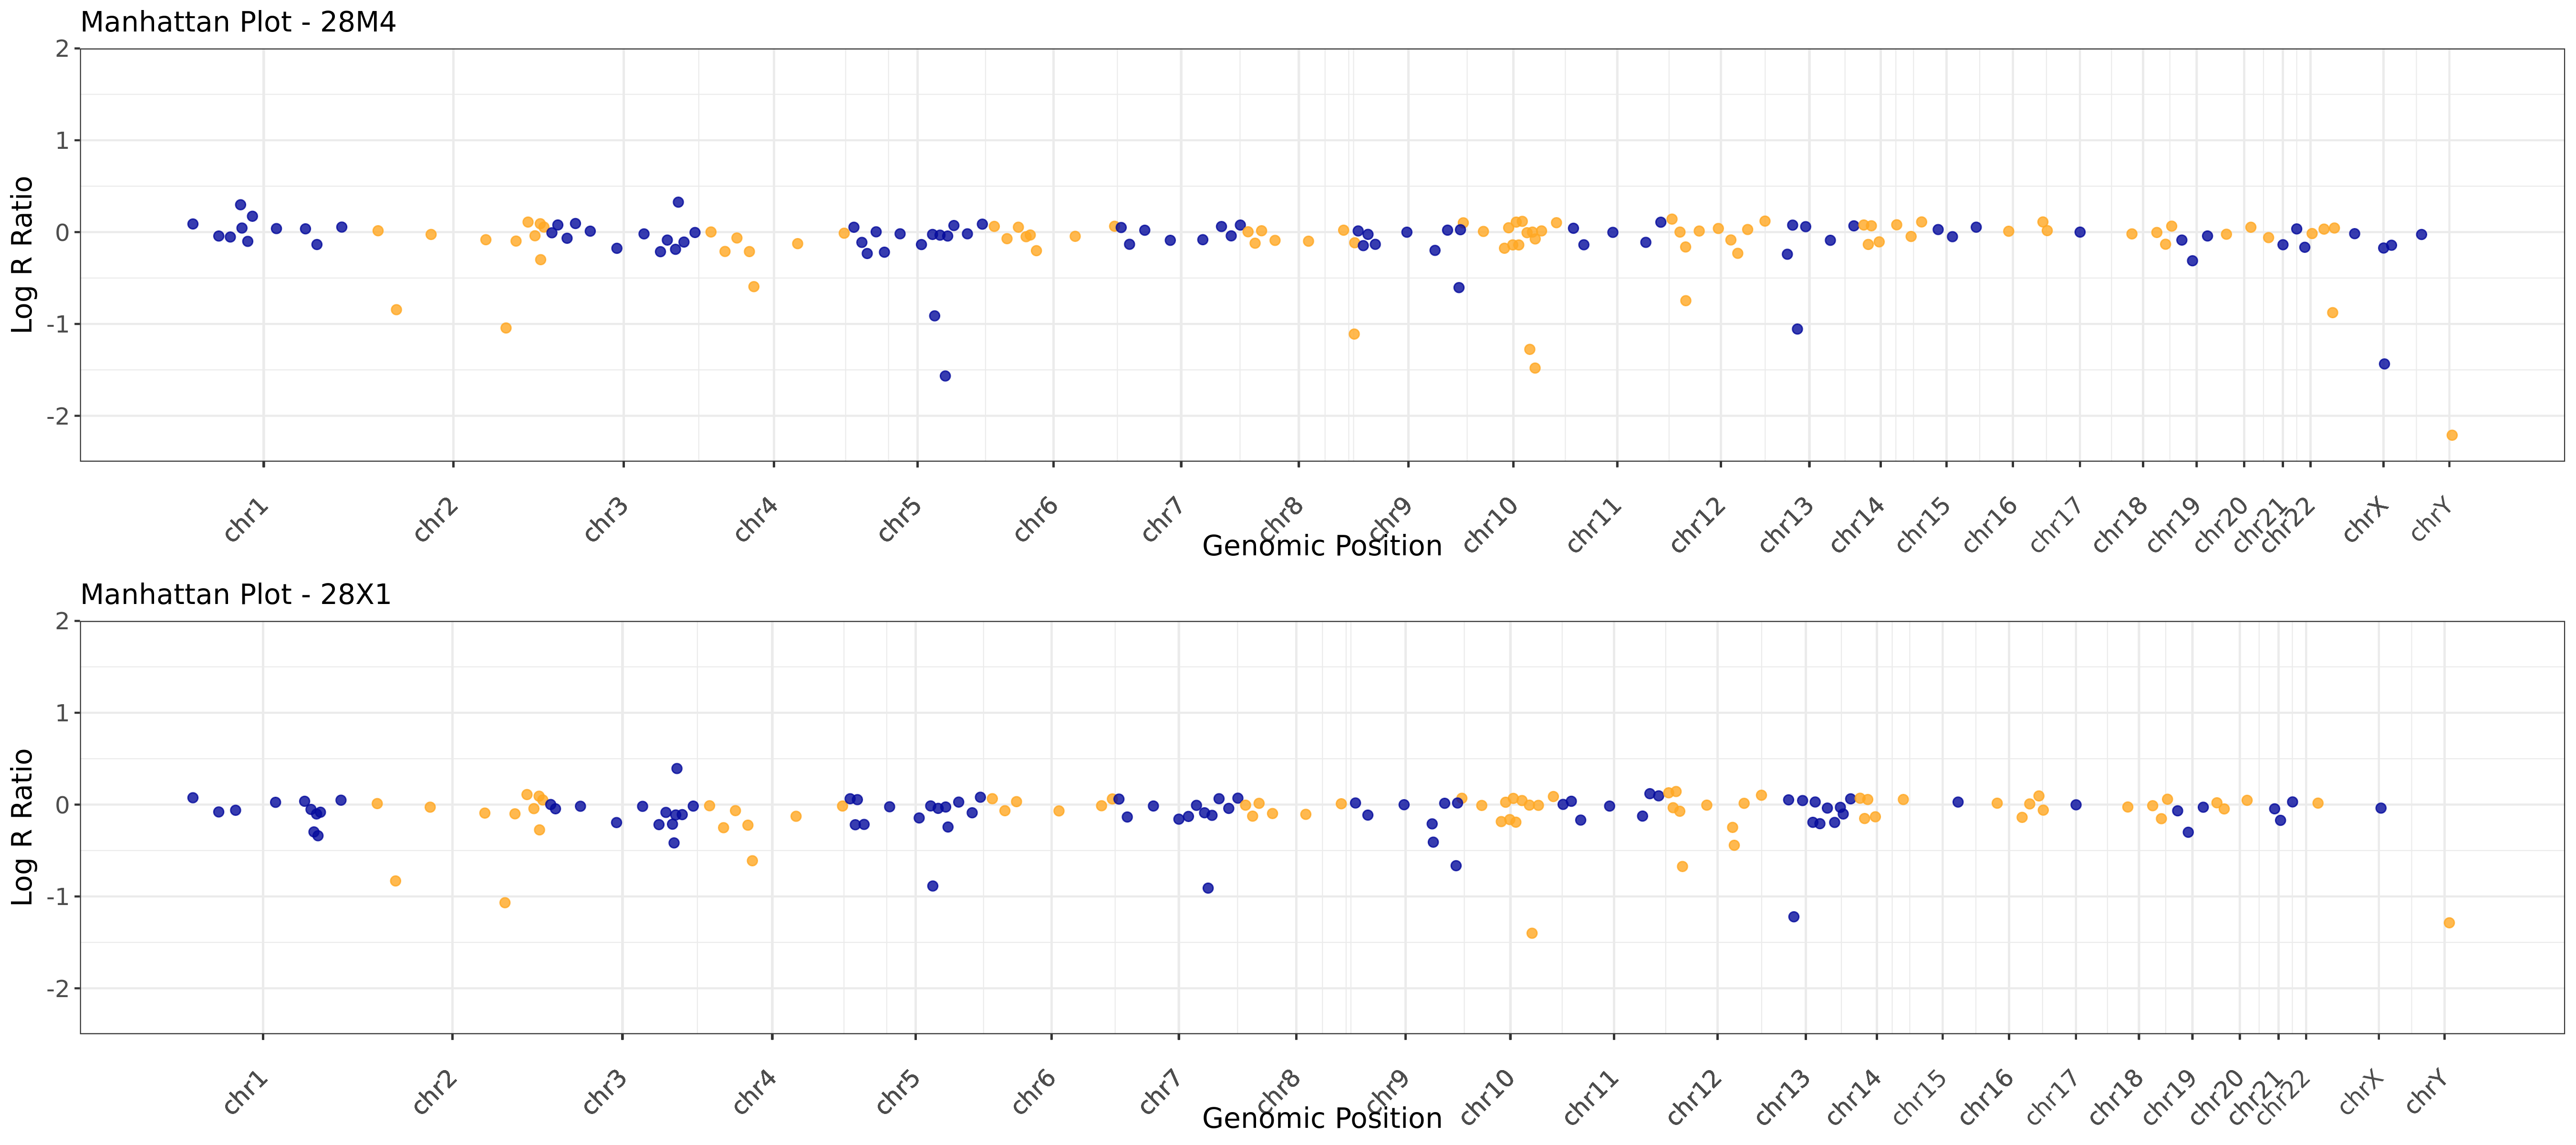 Manhattan Plot - 28M4
2
1
0
-1
-2
Log R Ratio
chr1 chr2 chr3 chr4 chr5 chr6 chr7 chr8 chr9 chr10 chr11 chr12 chr13 chr14 chr15 chr16 chr17 chr18 chr19 chr20 chr21 chr22 chrX chrY
Genomic Position
Manhattan Plot - 28X1
2
1
0
-1
-2
Log R Ratio
chr1 chr2 chr3 chr4 chr5 chr6 chr7 chr8 chr9 chr10 chr11 chr12 chr13 chr14 chr15 chr16 chr17 chr18 chr19 chr20 chr21 chr22 chrX chrY
Genomic Position